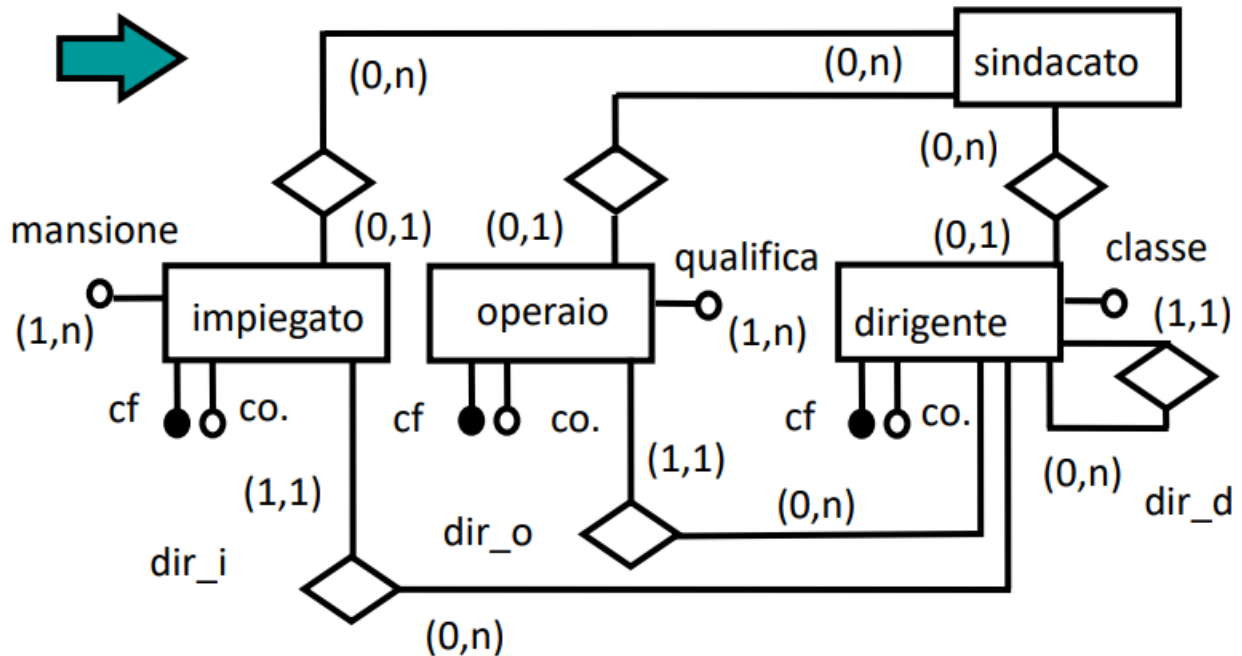 (0,n)
(0,n)
sindacato
(0,n)
mansione
(0,1)
(0,1)
qualifica
(0,1)
classe
(1,n)
impiegato
operaio
(1,n)
dirigente
(1,1)
cf
co.
cf
co.
cf
co.
(1,1)
(1,1)
(0,n)
(0,n)
dir_d
dir_o
dir_i
(0,n)